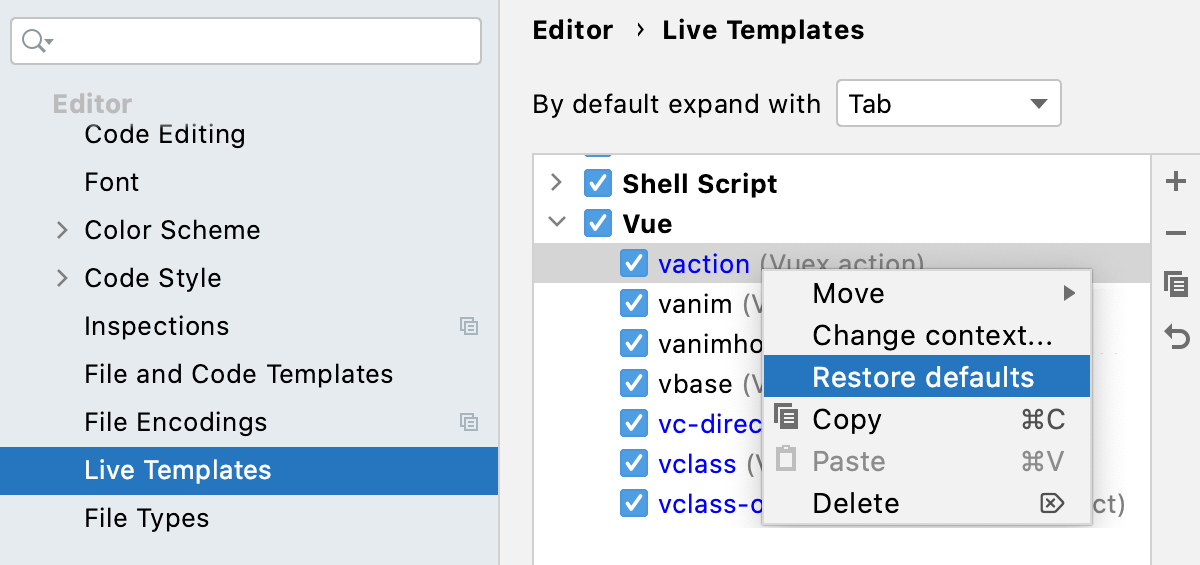 Editor
Code Editing
Font
Color Scheme
Code Style
Inspections
File and Code Templates
File Encodings
Live Templates
File Types
Editor › Live Templates
By default expand with Tab
Shell Script
Vue
vaction (Vuex action)
vanim (V
vanimho
vbase (V
vc-direc
vclass (V
vclass-o ct)
Move
Change context...
Restore defaults
Copy ⌘C
Paste ⌘V
Delete